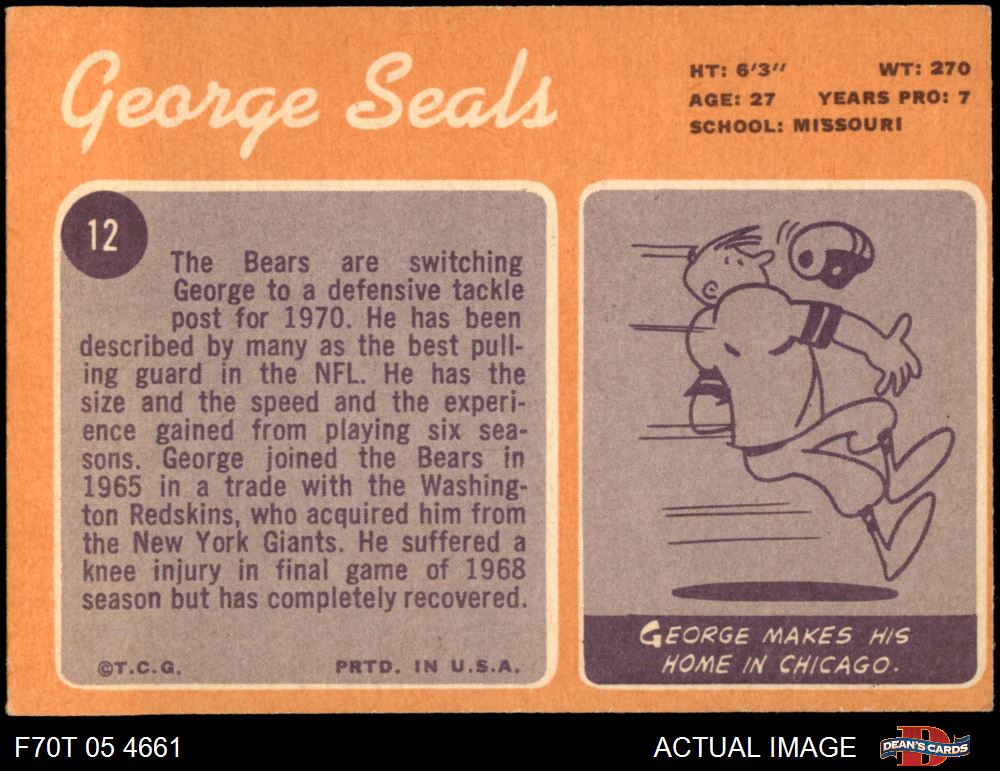 George Seals
HT: 6'3'' WT: 270
AGE: 27 YEARS PRO: 7
SCHOOL: MISSOURI
12
The Bears are switching
George to a defensive tackle
post for 1970. He has been
described by many as the best pull-
ing guard in the NFL. He has the
size and the speed and the experi-
ence gained from playing six sea-
sons. George joined the Bears in
1965 in a trade with the Washing-
ton Redskins, who acquired him from
the New York Giants. He suffered a
knee injury in final game of 1968
season but has completely recovered.
©T.C.G. PRTD. IN U.S.A.
GEORGE MAKES HIS
HOME IN CHICAGO.
F70T 05 4661 ACTUAL IMAGE
D
DEAN'S CARDS